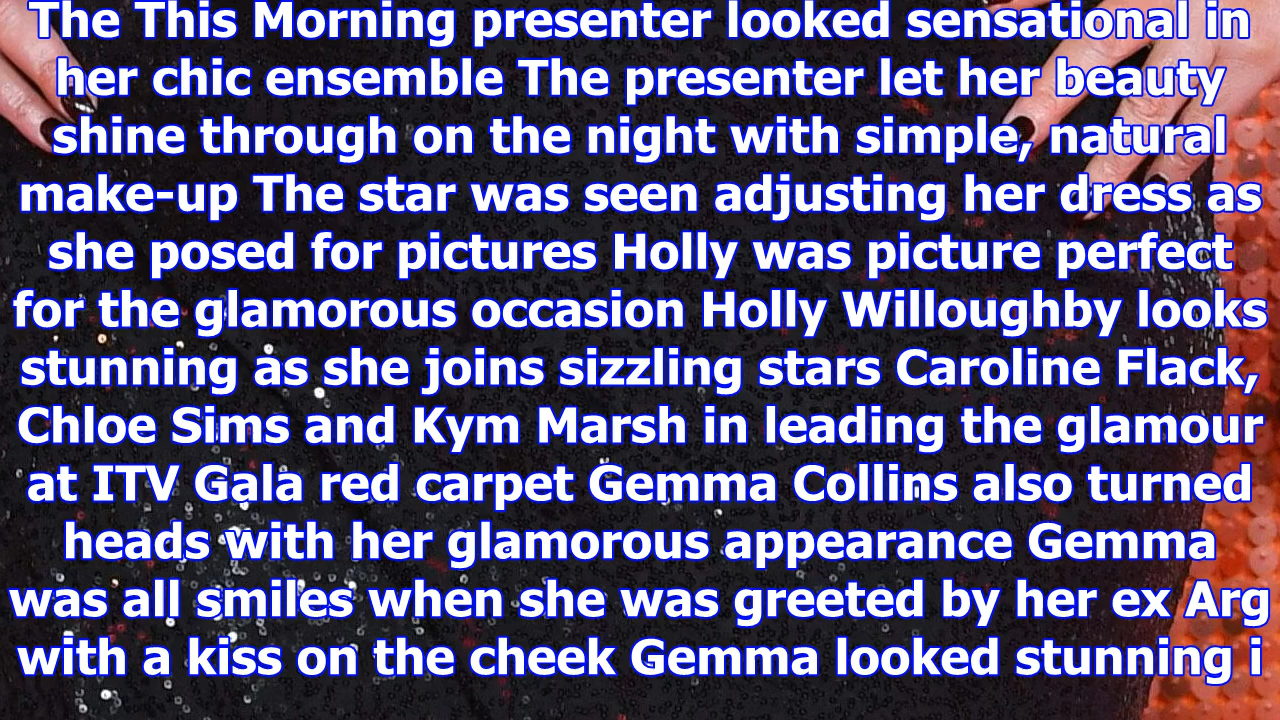 The This Morning presenter looked sensational in
her chic ensemble The presenter let her beauty
shine through on the night with simple, natural
make-up The star was seen adjusting her dress as
she posed for pictures Holly was picture perfect
for the glamorous occasion Holly Willoughby looks
stunning as she joins sizzling stars Caroline Flack,
Chloe Sims and Kym Marsh in leading the glamour
at ITV Gala red carpet Gemma Collins also turned
heads with her glamorous appearance Gemma
was all smiles when she was greeted by her ex Arg
with a kiss on the cheek Gemma looked stunning i